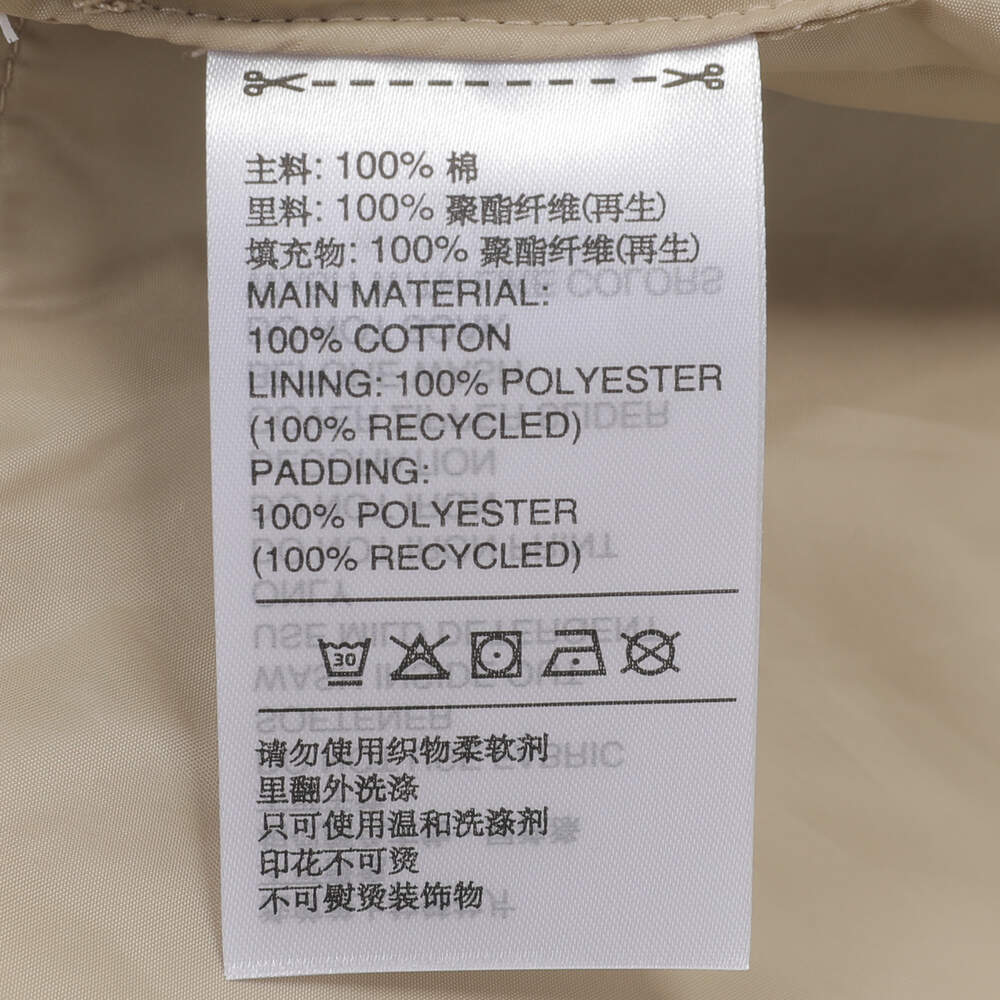 主料: 100% 棉
里料: 100% 聚酯纤维(再生)
填充物: 100% 聚酯纤维(再生)
MAIN MATERIAL:
100% COTTON
LINING: 100% POLYESTER
(100% RECYCLED)
PADDING:
100% POLYESTER
(100% RECYCLED)
30
请勿使用织物柔软剂
里翻外洗涤
只可使用温和洗涤剂
印花不可烫
不可熨烫装饰物